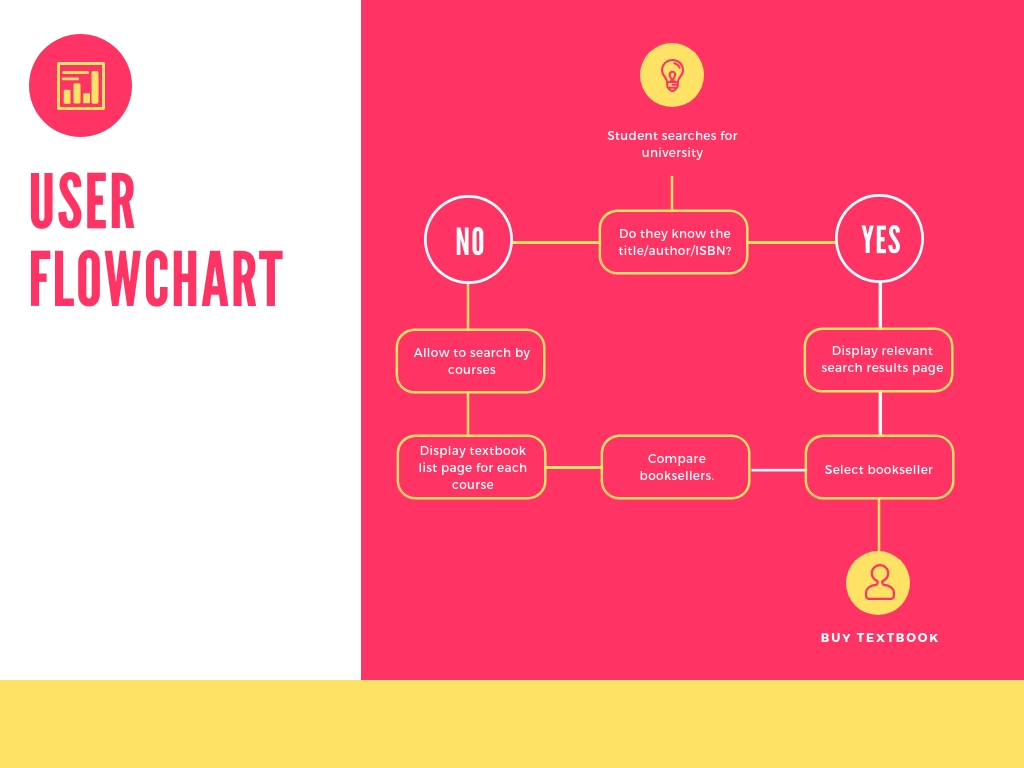 USER
FLOWCHART
Student searches for
university
Do they know the
title/author/ISBN?
NO
YES
Allow to search by
courses
Display relevant
search results page
Display textbook
list page for each
course
Compare
booksellers.
Select bookseller
BUY TEXTBOOK